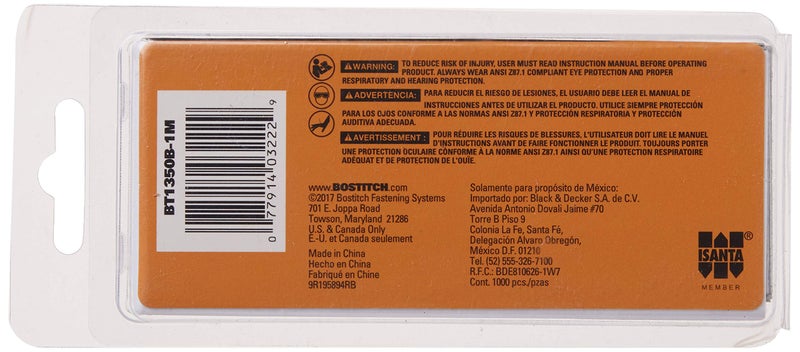 ⚠WARNING: TO REDUCE RISK OF INJURY, USER MUST READ INSTRUCTION MANUAL BEFORE OPERATING
PRODUCT. ALWAYS WEAR ANSI Z87.1 COMPLIANT EYE PROTECTION AND PROPER
RESPIRATORY AND HEARING PROTECTION.
⚠ADVERTENCIA: PARA REDUCIR EL RIESGO DE LESIONES, EL USUARIO DEBE LEER EL MANUAL DE
INSTRUCCIONES ANTES DE UTILIZAR EL PRODUCTO. UTILICE SIEMPRE PROTECCIÓN
PARA LOS OJOS CONFORME A LAS NORMAS ANSI Z87.1 Y PROTECCIÓN RESPIRATORIA Y PROTECCIÓN
AUDITIVA ADECUADA.
⚠AVERTISSEMENT : POUR RÉDUIRE LES RISQUES DE BLESSURES, L'UTILISATEUR DOIT LIRE LE MANUEL
D'INSTRUCTIONS AVANT DE FAIRE FONCTIONNER LE PRODUIT. TOUJOURS PORTER
UNE PROTECTION OCULAIRE CONFORME À LA NORME ANSI Z87.1 AINSI QU'UNE PROTECTION RESPIRATOIRE
ADÉQUAT ET DE PROTECTION DE L'OUÏE.
BT1350B-1M
0 77914 03222 9
www.BOSTITCH.com
©2017 Bostitch Fastening Systems
701 E. Joppa Road
Towson, Maryland 21286
U.S. & Canada Only
E.-U. et Canada seulement
Made in China
Hecho en China
Fabriqué en Chine
9R195894RB
Solamente para propósito de México:
Importado por: Black & Decker S.A. de C.V.
Avenida Antonio Dovali Jaime #70
Torre B Piso 9
Colonia La Fe, Santa Fé,
Delegación Alvaro Obregón,
México D.F. 01210
Tel. (52) 555-326-7100
R.F.C.: BDE810626-1W7
Cont. 1000 pcs./pzas
ISANTA®
MEMBER